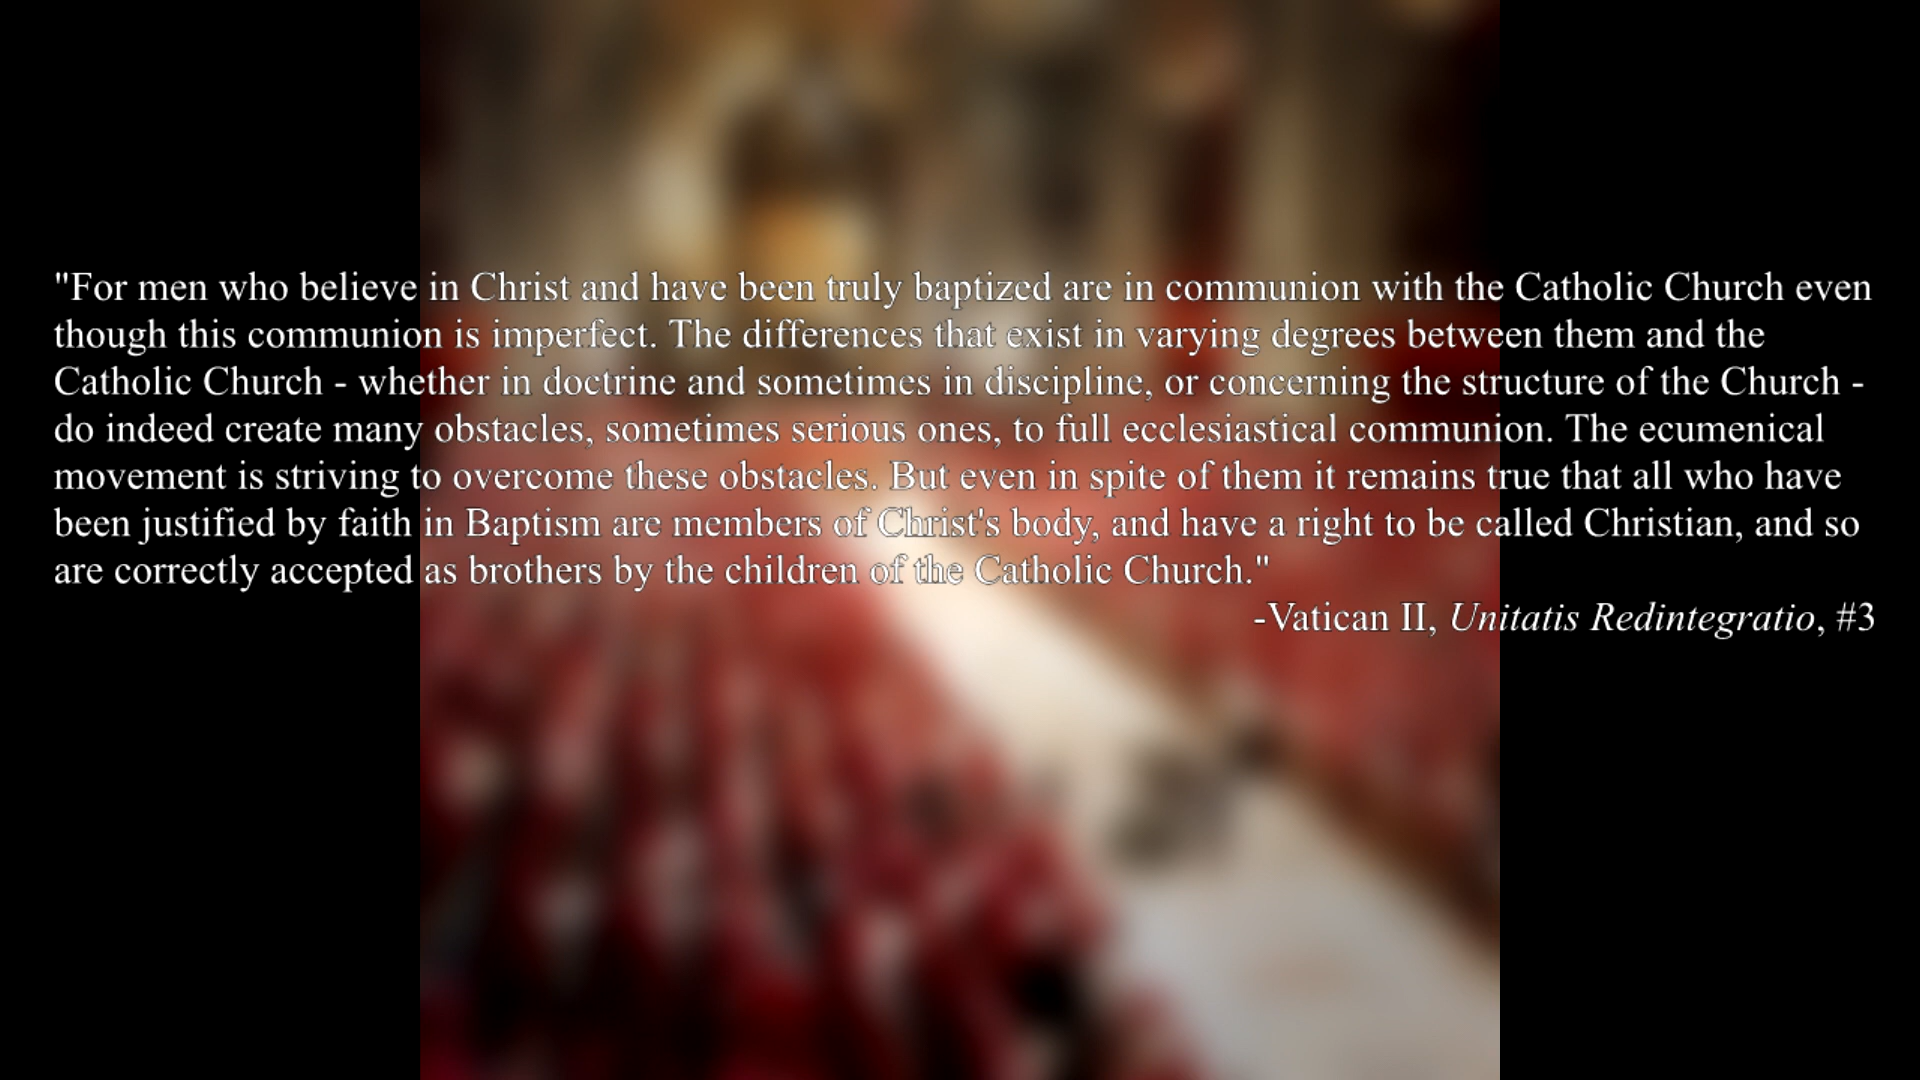 "For men who believe in Christ and have been truly baptized are in communion with the Catholic Church even
though this communion is imperfect. The differences that exist in varying degrees between them and the
Catholic Church - whether in doctrine and sometimes in discipline, or concerning the structure of the Church -
do indeed create many obstacles, sometimes serious ones, to full ecclesiastical communion. The ecumenical
movement is striving to overcome these obstacles. But even in spite of them it remains true that all who have
been justified by faith in Baptism are members of Christ's body, and have a right to be called Christian, and so
are correctly accepted as brothers by the children of the Catholic Church."
-Vatican II, Unitatis Redintegratio, #3